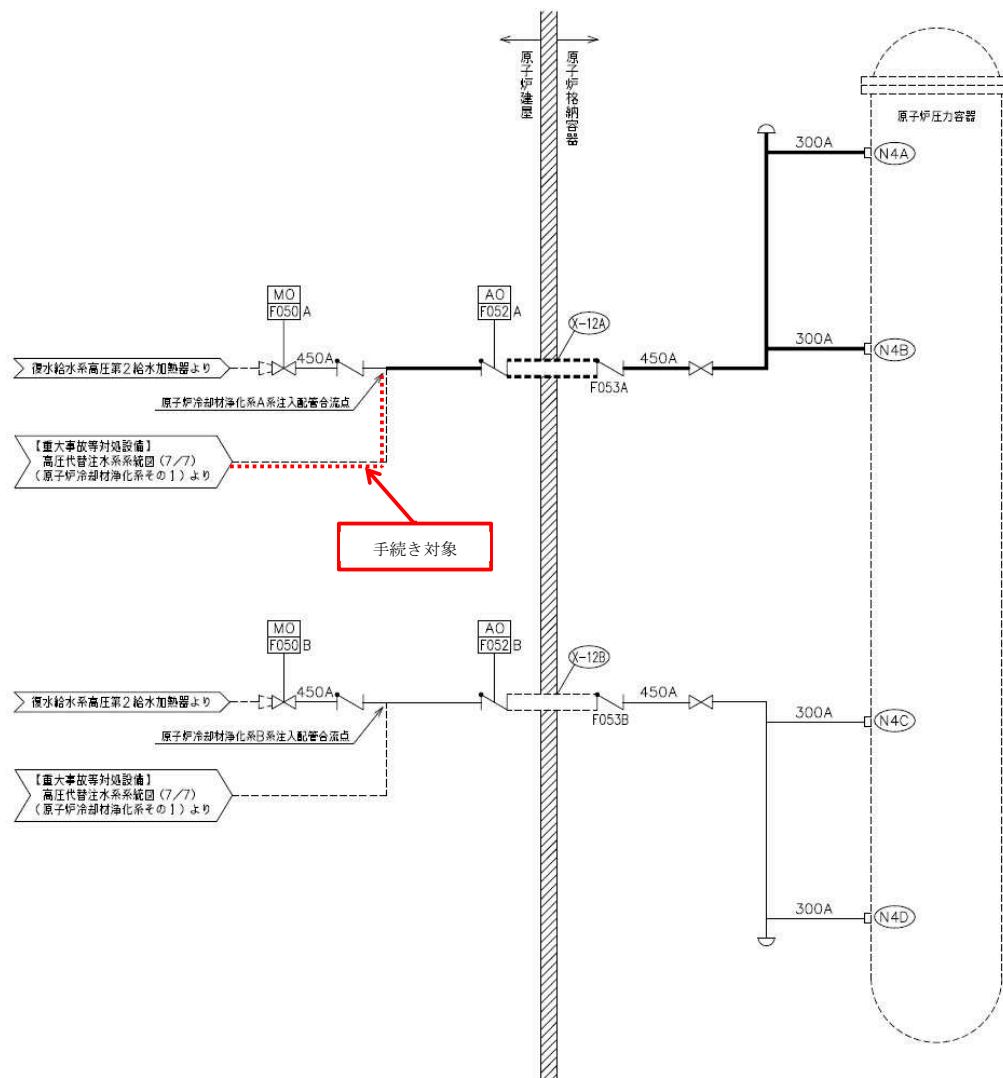 原子炉建屋
原子炉格納容器
原子炉圧力容器
300A
N4A
MO
F050 A
AO
F052 A
X-12A
300A
N4B
復水給水系高圧第2給水加熱器より
450A
450A
F053A
原子炉冷却材浄化系A系注入配管合流点
【重大事故等対処設備】
高圧代替注水系系統図(7/7)
(原子炉冷却材浄化系その1)より
手続き対象
MO
F050 B
AO
F052 B
X-12B
復水給水系高圧第2給水加熱器より
450A
450A
F053B
300A
N4C
原子炉冷却材浄化系B系注入配管合流点
【重大事故等対処設備】
高圧代替注水系系統図(7/7)
(原子炉冷却材浄化系その1)より
300A
N4D